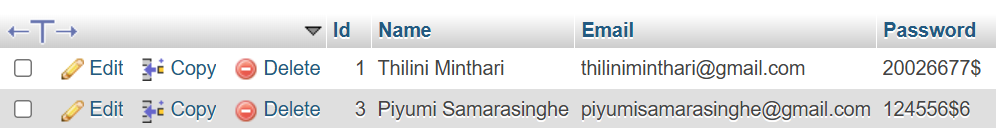 Id Name Email Password
Edit Copy Delete 1 Thilini Minthari thiliniminthari@gmail.com 20026677$
Edit Copy Delete 3 Piyumi Samarasinghe piyumisamarasinghe@gmail.com 124556$6